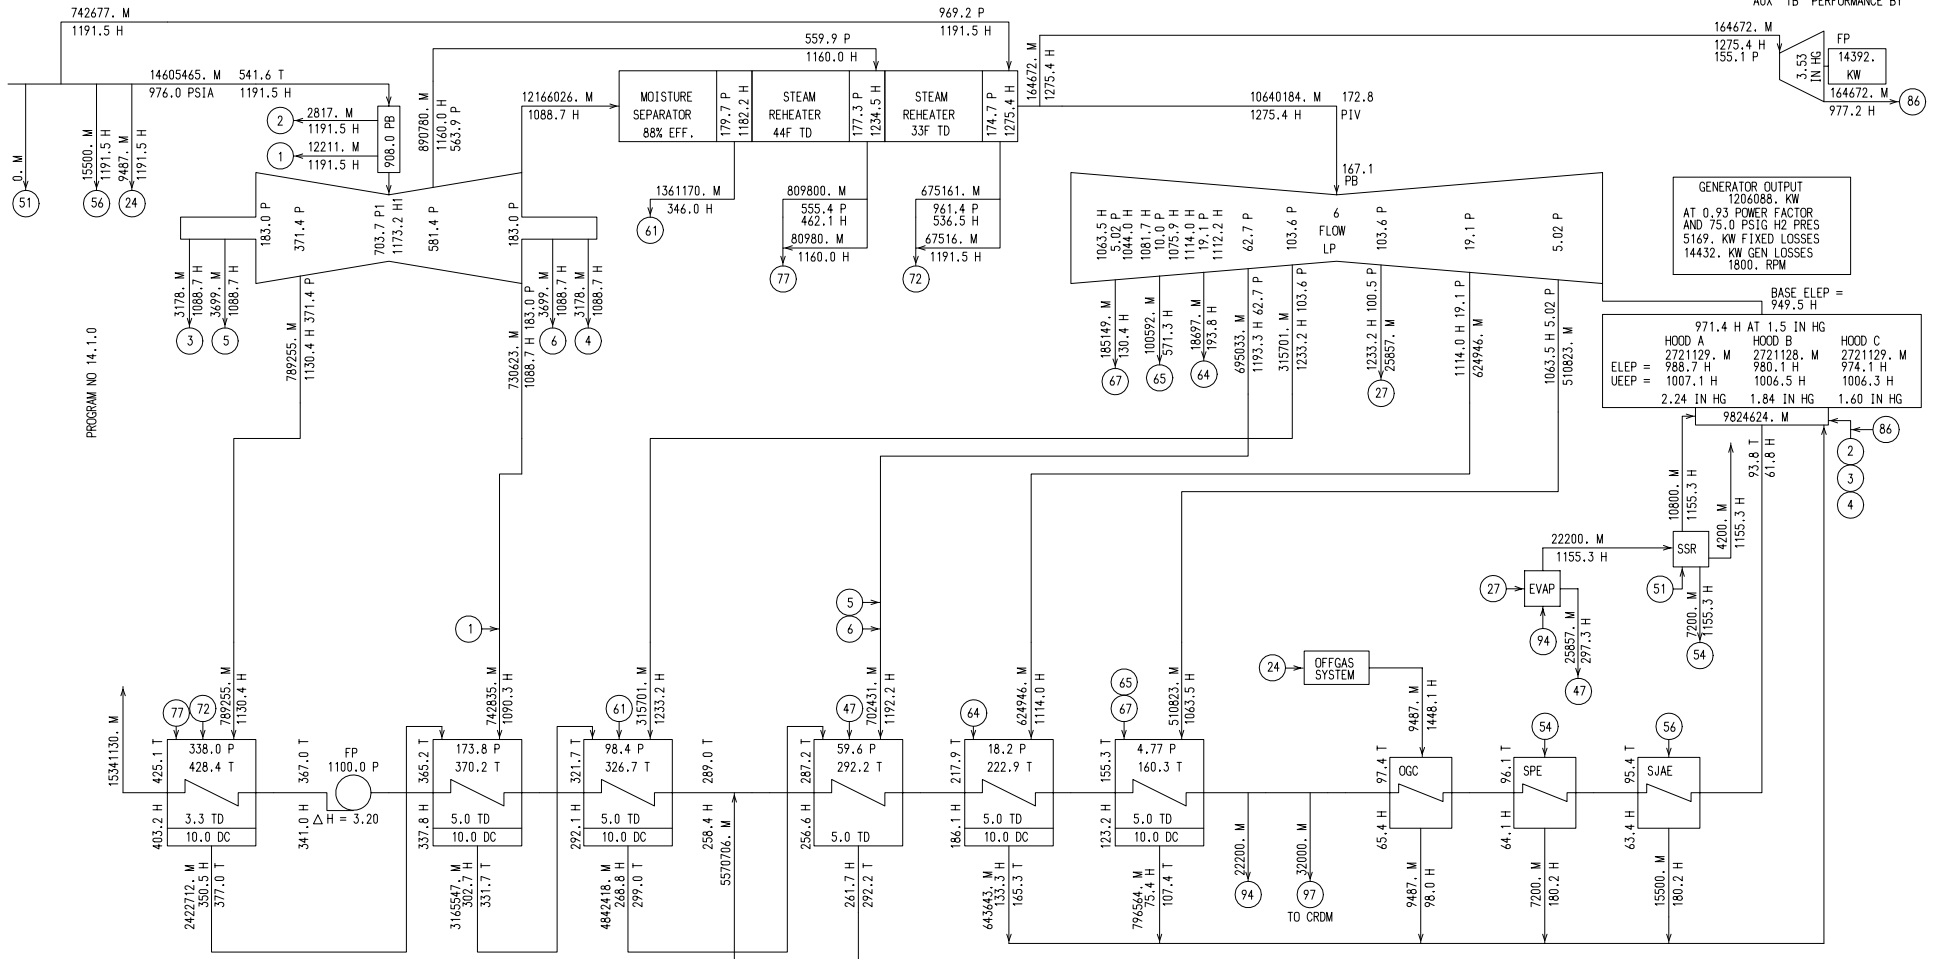 AUX TB PERFORMANCE BY
742677. M
1191.5 H
969.2 P
1191.5 H
14605465. M 541.6 T
976.0 PSIA 1191.5 H
0. M
51
15500. M
1191.5 H
56
9487. M
1191.5 H
24
2
2817. M
1191.5 H
1
12211. M
1191.5 H
908.0 PB
890780. M
1160.0 H
563.9 P
559.9 P
1160.0 H
12166026. M
1088.7 H
MOISTURE
SEPARATOR
88% EFF.
179.7 P
1182.2 H
STEAM
REHEATER
44F TD
177.3 P
1234.5 H
STEAM
REHEATER
33F TD
174.7 P
1275.4 H
164672. M
1275.4 H
164672. M
1275.4 H
155.1 P
3.53
IN HG
FP
14392.
KW
164672. M
977.2 H
86
10640184. M 172.8
1275.4 H PIV
167.1
PB
1361170. M
346.0 H
61
809800. M
555.4 P
462.1 H
80980. M
1160.0 H
77
675161. M
961.4 P
536.5 H
67516. M
1191.5 H
72
183.0 P
371.4 P
703.7 P1
1173.2 H1
581.4 P
183.0 P
3178. M
1088.7 H
3
3699. M
1088.7 H
5
3699. M
1088.7 H
6
3178. M
1088.7 H
4
789255. M
1130.4 H 371.4 P
730623. M
1088.7 H 183.0 P
1063.5 H
5.02 P
1044.0 H
1081.7 H
10.0 P
1075.9 H
1114.0 H
19.1 P
1112.2 H
62.7 P
103.6 P
6
FLOW
LP
103.6 P
19.1 P
5.02 P
185149. M
130.4 H
67
100592. M
571.3 H
65
18697. M
193.8 H
64
695033. M
1193.3 H 62.7 P
315701. M
1233.2 H 103.6 P
1233.2 H 100.5 P
25857. M
27
1114.0 H 19.1 P
624946. M
1063.5 H 5.02 P
510823. M
GENERATOR OUTPUT
1206088. KW
AT 0.93 POWER FACTOR
AND 75.0 PSIG H2 PRES
5169. KW FIXED LOSSES
14432. KW GEN LOSSES
1800. RPM
BASE ELEP =
949.5 H
971.4 H AT 1.5 IN HG
HOOD A HOOD B HOOD C
2721129. M 2721128. M 2721129. M
ELEP = 988.7 H 980.1 H 974.1 H
UEEP = 1007.1 H 1006.5 H 1006.3 H
2.24 IN HG 1.84 IN HG 1.60 IN HG
9824624. M
86
2
3
4
93.8 T
61.8 H
10800. M
1155.3 H
4200. M
1155.3 H
SSR
51
7200. M
1155.3 H
54
22200. M
1155.3 H
27
EVAP
94
25857. M
297.3 H
47
PROGRAM NO 14.1.0
1
5
6
15341130. M
77
72
789255. M
1130.4 H
425.1 T
403.2 H
338.0 P
428.4 T
3.3 TD
10.0 DC
367.0 T
341.0 H
FP
1100.0 P
△H = 3.20
742835. M
1090.3 H
365.2 T
337.8 H
173.8 P
370.2 T
5.0 TD
10.0 DC
61
315701. M
1233.2 H
321.7 T
292.1 H
98.4 P
326.7 T
5.0 TD
10.0 DC
289.0 T
258.4 H
5570706. M
47
702431. M
1192.2 H
287.2 T
256.6 H
59.6 P
292.2 T
5.0 TD
64
624946. M
1114.0 H
217.9 T
186.1 H
18.2 P
222.9 T
5.0 TD
10.0 DC
65
67
510823. M
1063.5 H
155.3 T
123.2 H
4.77 P
160.3 T
5.0 TD
10.0 DC
24
OFFGAS
SYSTEM
9487. M
1448.1 H
97.4 T
65.4 H
OGC
54
96.1 T
64.1 H
SPE
56
95.4 T
63.4 H
SJAE
2422712. M
350.5 H
377.0 T
3165547. M
302.7 H
331.7 T
4842418. M
268.8 H
299.0 T
261.7 H
292.2 T
643643. M
133.3 H
165.3 T
796564. M
75.4 H
107.4 T
22200. M
94
32000. M
97
TO CRDM
9487. M
98.0 H
7200. M
180.2 H
15500. M
180.2 H